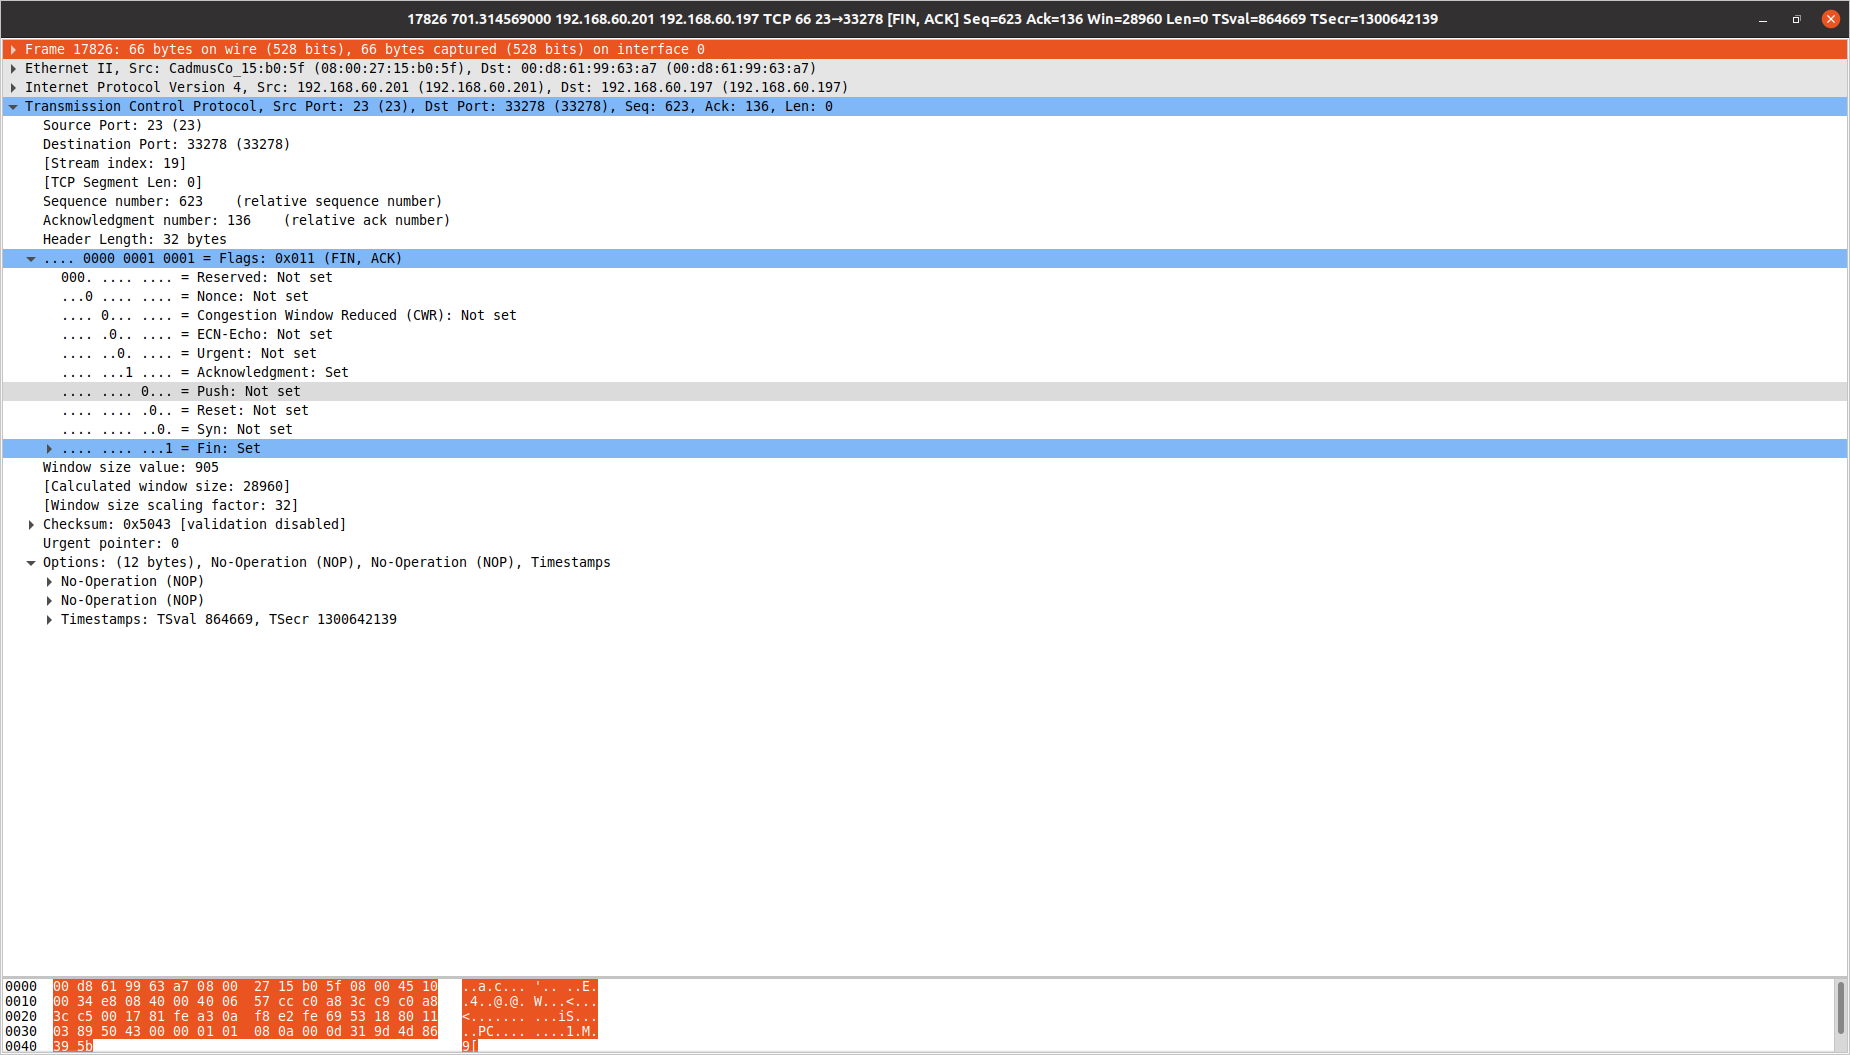 17826 701.314569000 192.168.60.201 192.168.60.197 TCP 66 23→33278 [FIN, ACK] Seq=623 Ack=136 Win=28960 Len=0 TSval=864669 TSecr=1300642139
Frame 17826: 66 bytes on wire (528 bits), 66 bytes captured (528 bits) on interface 0
Ethernet II, Src: CadmusCo_15:b0:5f (08:00:27:15:b0:5f), Dst: 00:d8:61:99:63:a7 (00:d8:61:99:63:a7)
Internet Protocol Version 4, Src: 192.168.60.201 (192.168.60.201), Dst: 192.168.60.197 (192.168.60.197)
Transmission Control Protocol, Src Port: 23 (23), Dst Port: 33278 (33278), Seq: 623, Ack: 136, Len: 0
Source Port: 23 (23)
Destination Port: 33278 (33278)
[Stream index: 19]
[TCP Segment Len: 0]
Sequence number: 623    (relative sequence number)
Acknowledgment number: 136    (relative ack number)
Header Length: 32 bytes
.... 0000 0001 0001 = Flags: 0x011 (FIN, ACK)
000. .... .... = Reserved: Not set
...0 .... .... = Nonce: Not set
.... 0... .... = Congestion Window Reduced (CWR): Not set
.... .0.. .... = ECN-Echo: Not set
.... ..0. .... = Urgent: Not set
.... ...1 .... = Acknowledgment: Set
.... .... 0... = Push: Not set
.... .... .0.. = Reset: Not set
.... .... ..0. = Syn: Not set
.... .... ...1 = Fin: Set
Window size value: 905
[Calculated window size: 28960]
[Window size scaling factor: 32]
Checksum: 0x5043 [validation disabled]
Urgent pointer: 0
Options: (12 bytes), No-Operation (NOP), No-Operation (NOP), Timestamps
No-Operation (NOP)
No-Operation (NOP)
Timestamps: TSval 864669, TSecr 1300642139
0000  00 d8 61 99 63 a7 08 00  27 15 b0 5f 08 00 45 10   ..a.c... '.. ..E.
0010  00 34 e8 08 40 00 40 06  57 cc c0 a8 3c c9 c0 a8   .4..@.@. W...<...
0020  3c c5 00 17 81 fe a3 0a  f8 e2 fe 69 53 18 80 11   <....... ...iS...
0030  03 89 50 43 00 00 01 01  08 0a 00 0d 31 9d 4d 86   ..PC.... ....1.M.
0040  39 5b   9[